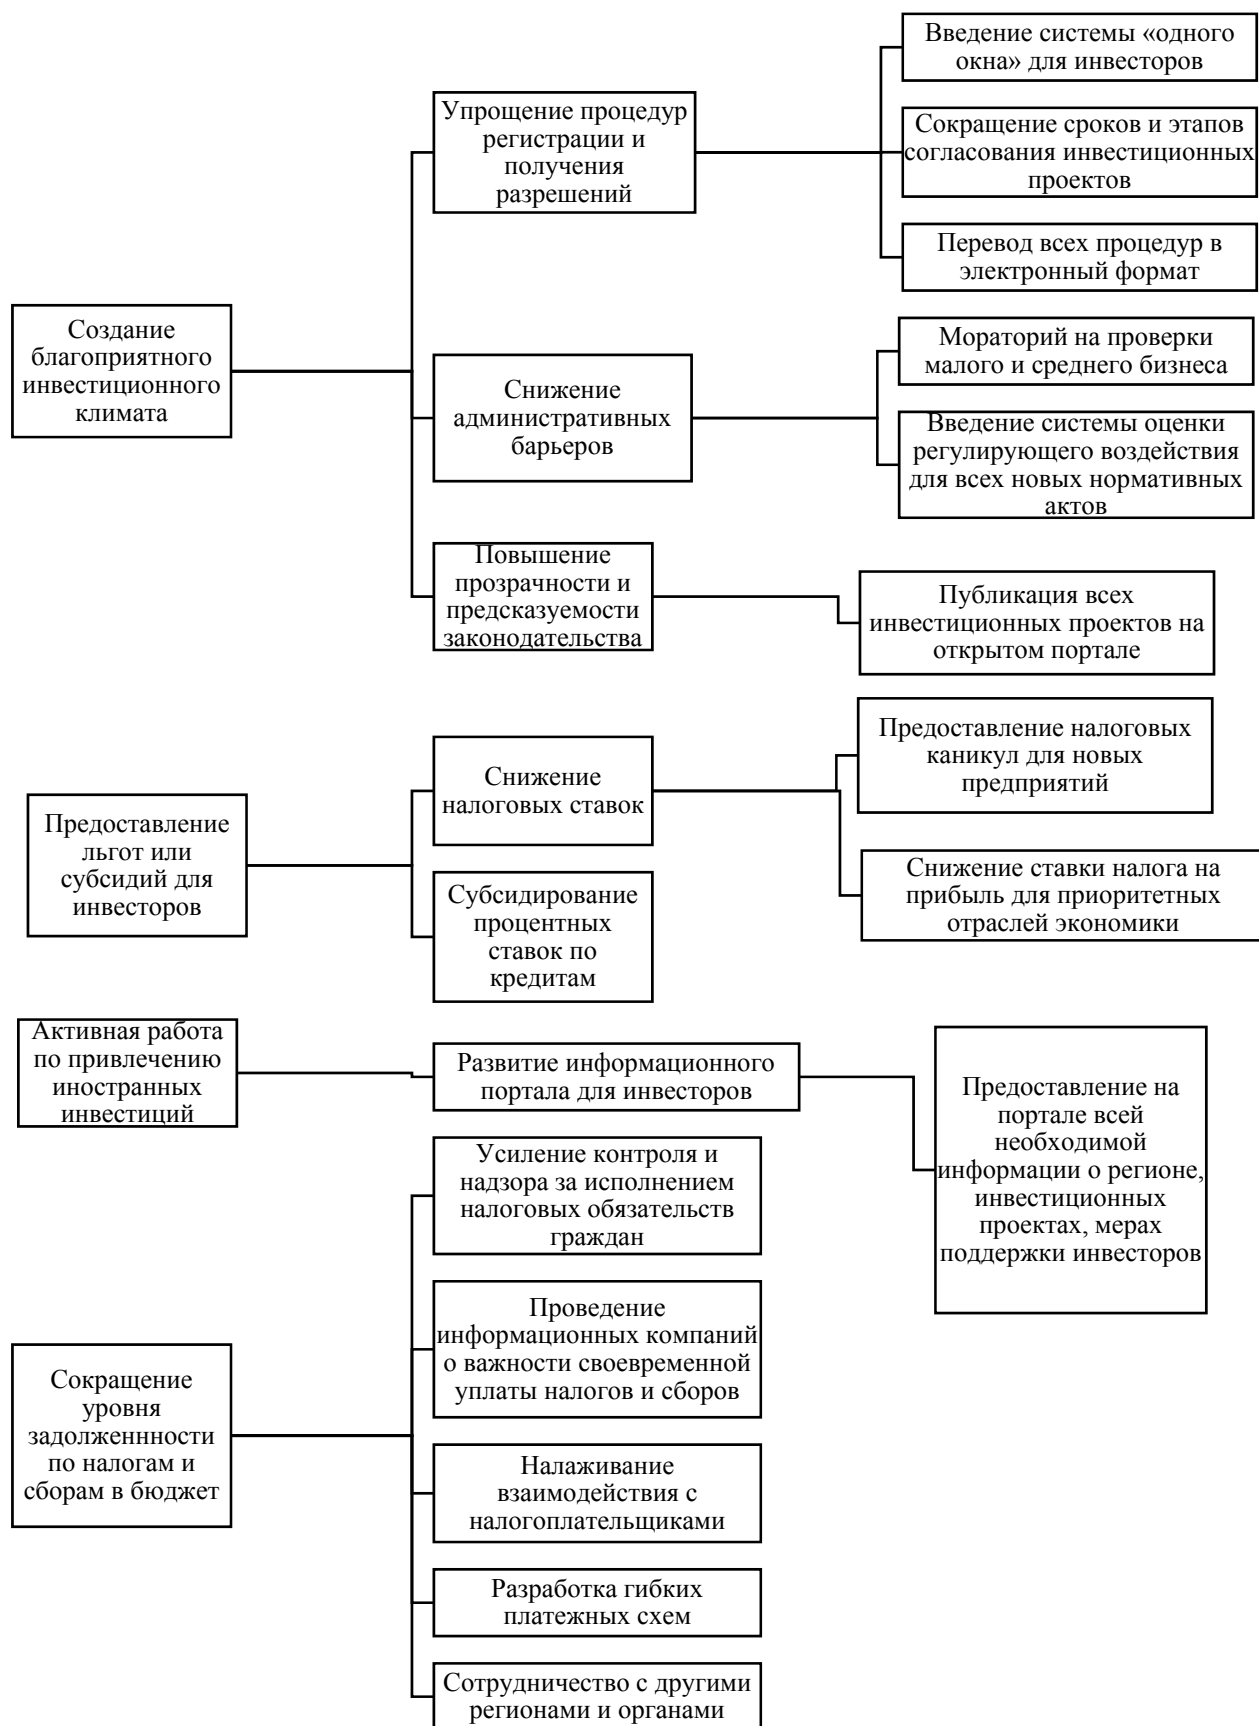 Создание
благоприятного
инвестиционного
климата
Упрощение процедур
регистрации и
получения
разрешений
Введение системы «одного
окна» для инвесторов
Сокращение сроков и этапов
согласования инвестиционных
проектов
Перевод всех процедур в
электронный формат
Снижение
административных
барьеров
Мораторий на проверки
малого и среднего бизнеса
Введение системы оценки
регулирующего воздействия
для всех новых нормативных
актов
Повышение
прозрачности и
предсказуемости
законодательства
Публикация всех
инвестиционных проектов на
открытом портале
Предоставление
льгот или
субсидий для
инвесторов
Снижение
налоговых ставок
Предоставление налоговых
каникул для новых
предприятий
Снижение ставки налога на
прибыль для приоритетных
отраслей экономики
Субсидирование
процентных
ставок по
кредитам
Активная работа
по привлечению
иностранных
инвестиций
Развитие информационного
портала для инвесторов
Предоставление на
портале всей
необходимой
информации о регионе,
инвестиционных
проектах, мерах
поддержки инвесторов
Сокращение
уровня
задолженнности
по налогам и
сборам в бюджет
Усиление контроля и
надзора за исполнением
налоговых обязательств
граждан
Проведение
информационных компаний
о важности своевременной
уплаты налогов и сборов
Налаживание
взаимодействия с
налогоплательщиками
Разработка гибких
платежных схем
Сотрудничество с другими
регионами и органами